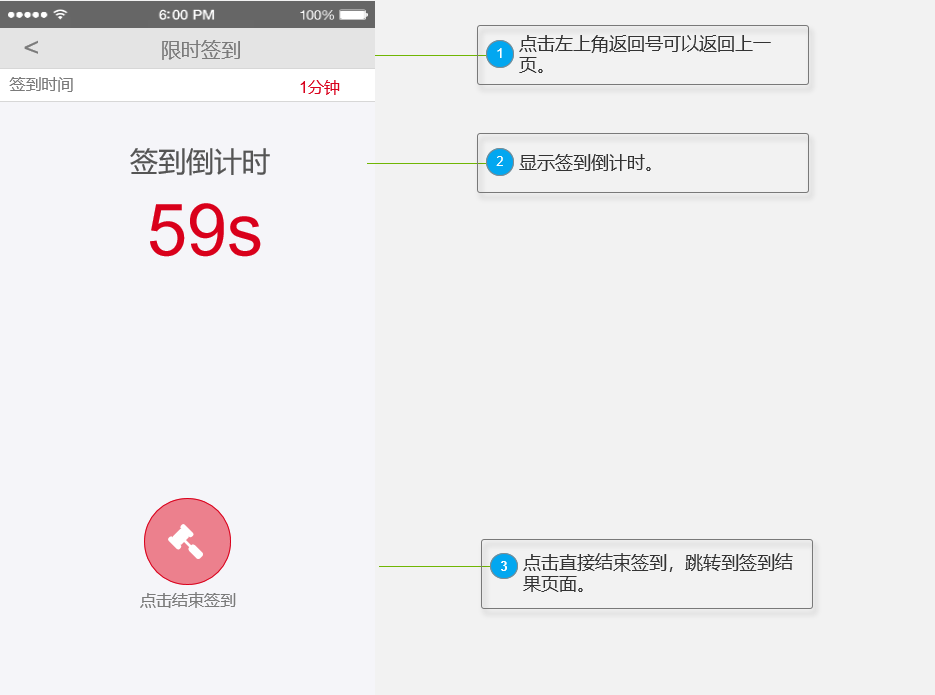 6:00 PM 100%
< 限时签到
签到时间 1分钟
签到倒计时
59s
点击结束签到
1 点击左上角返回号可以返回上一
页。
2 显示签到倒计时。
3 点击直接结束签到，跳转到签到结
果页面。